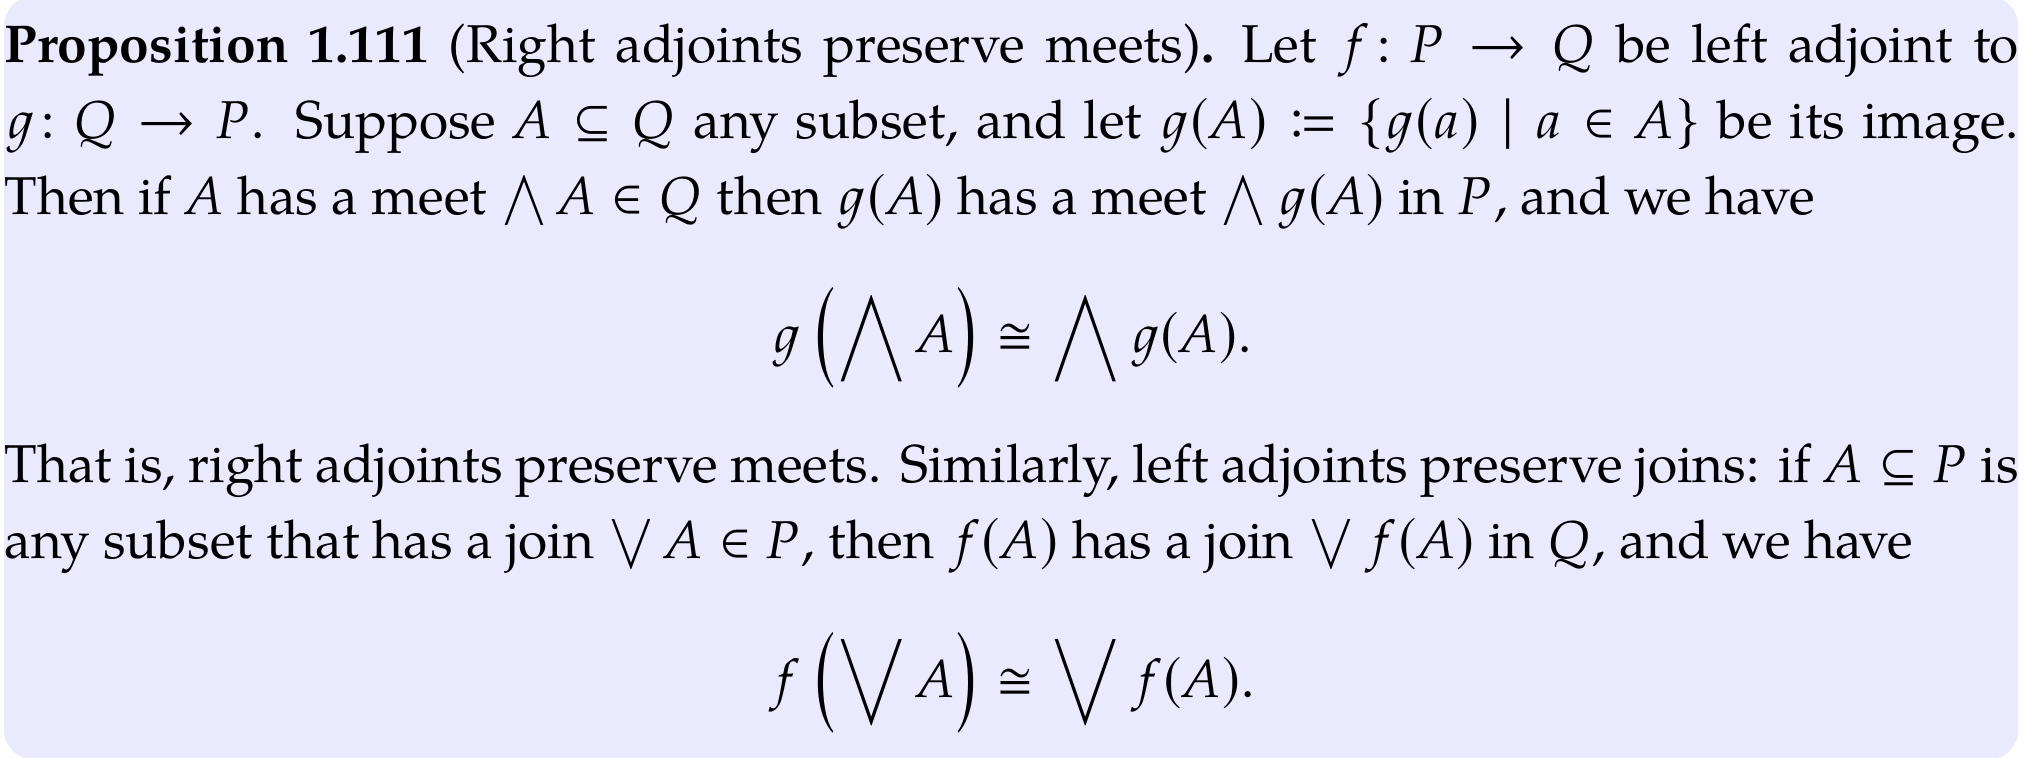 Proposition 1.111 (Right adjoints preserve meets). Let f : P → Q be left adjoint to
g : Q → P. Suppose A ⊆ Q any subset, and let g(A) ≔ {g(a) | a ∈ A} be its image.
Then if A has a meet ⋀ A ∈ Q then g(A) has a meet ⋀ g(A) in P, and we have
g (⋀ A) ≅ ⋀ g(A).
That is, right adjoints preserve meets. Similarly, left adjoints preserve joins: if A ⊆ P is
any subset that has a join ⋁ A ∈ P, then f(A) has a join ⋁ f(A) in Q, and we have
f (⋁ A) ≅ ⋁ f(A).